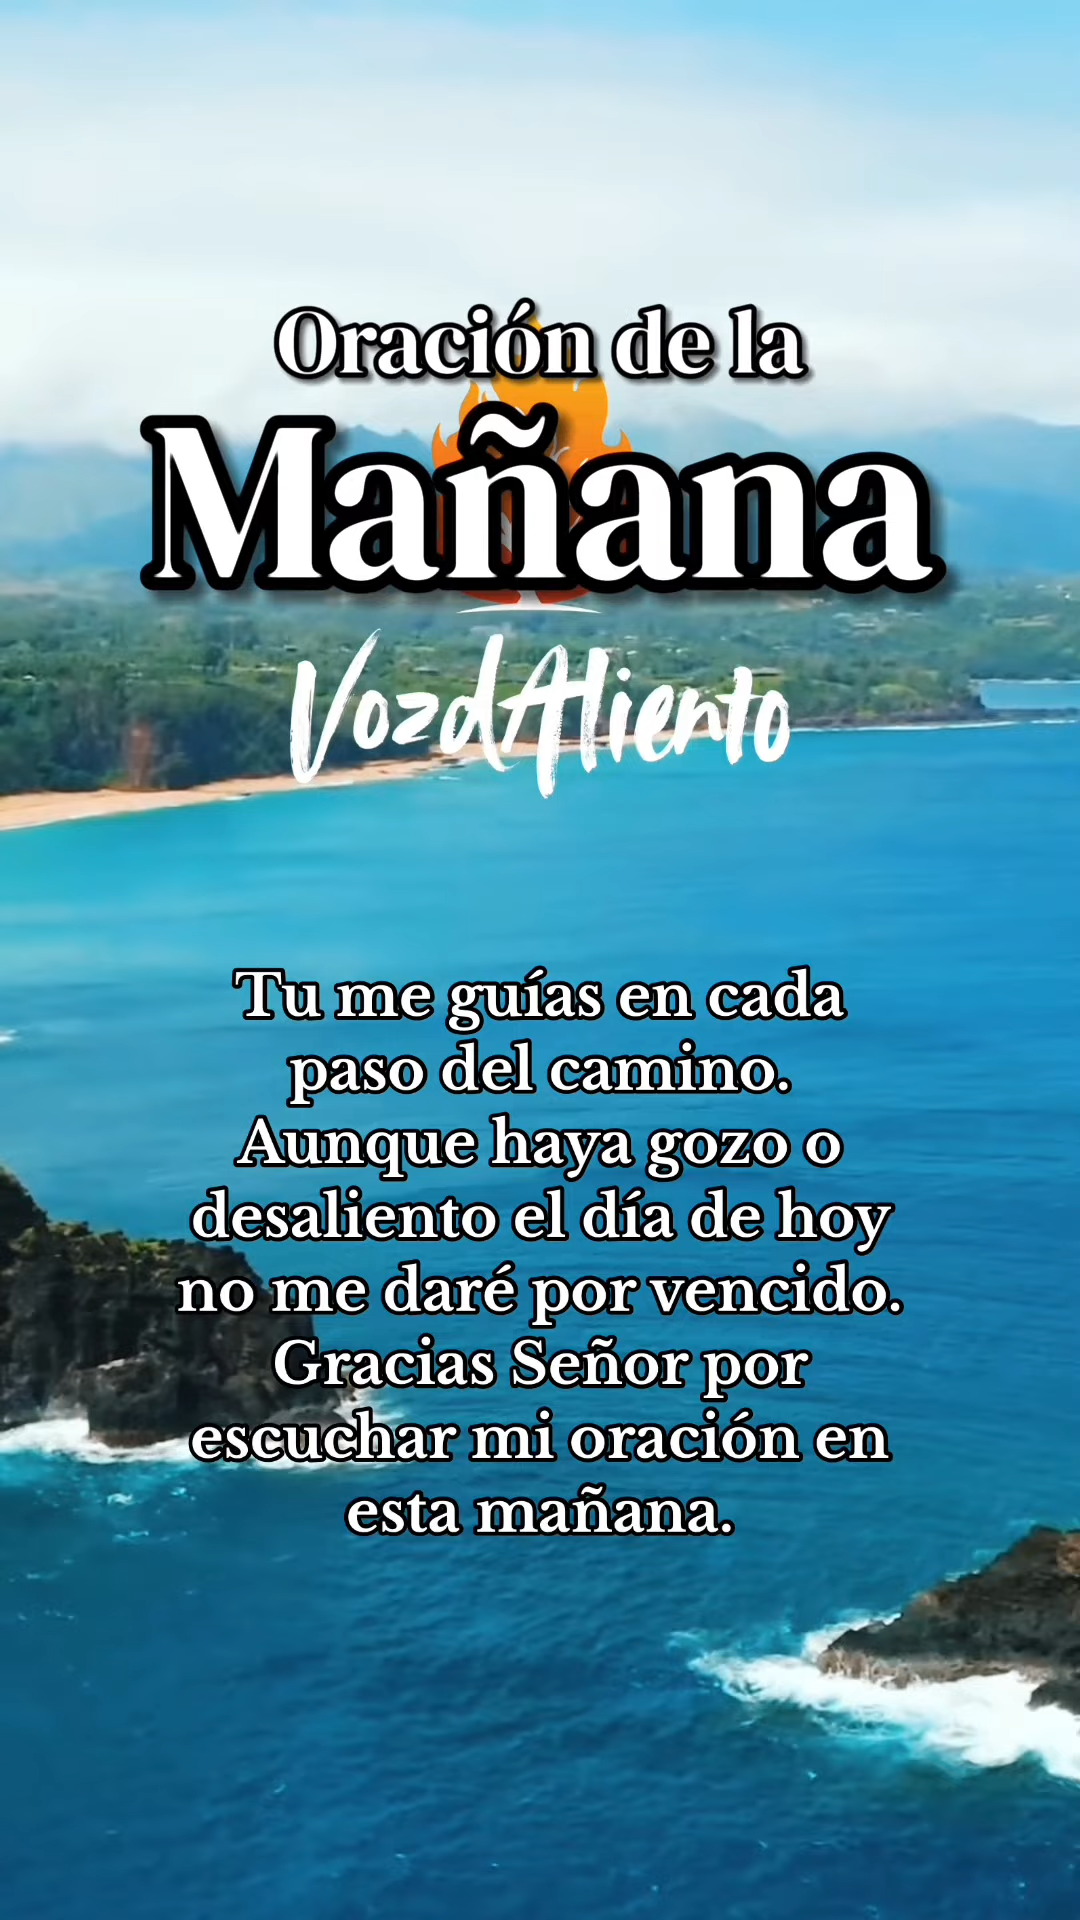 Oración de la
Mañana
VozdAliento
Tu me guías en cada
paso del camino.
Aunque haya gozo o
desaliento el día de hoy
no me daré por vencido.
Gracias Señor por
escuchar mi oración en
esta mañana.